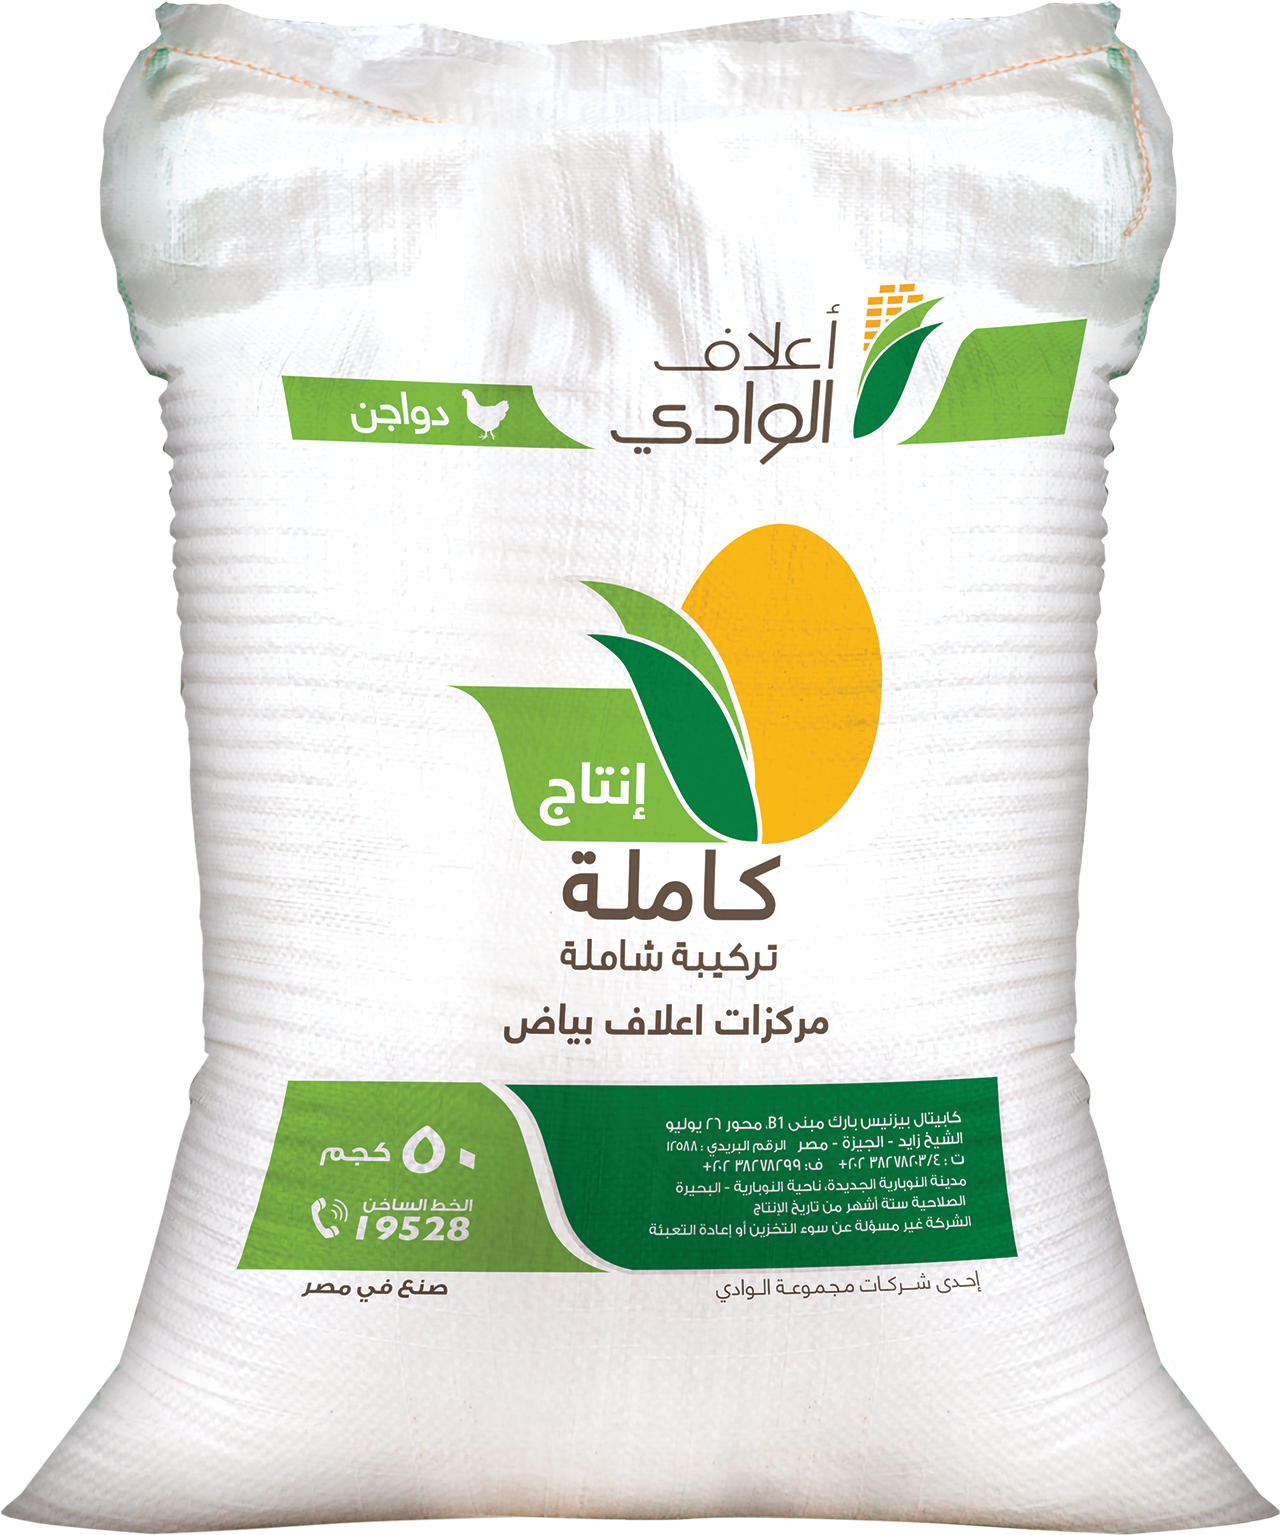 أعلاف
الوادي
دواجن
إنتاج
كاملة
تركيبة شاملة
مركزات اعلاف بياض
كابيتال بيزنيس بارك مبنى B1، محور ٢٦ يوليو
الشيخ زايد - الجيزة - مصر الرقم البريدي : ١٢٥٨٨
ت : ٣٨٢٧٨٢٠٣/٤ ٢٠٢+ ف: ٣٨٢٧٨٢٩٩ ٢٠٢+
مدينة النوبارية الجديدة، ناحية النوبارية - البحيرة
الصلاحية ستة أشهر من تاريخ الإنتاج
الشركة غير مسؤلة عن سوء التخزين أو إعادة التعبئة
٥٠ كجم
الخط الساخن
19528
إحدى شركات مجموعة الوادي
صنع في مصر